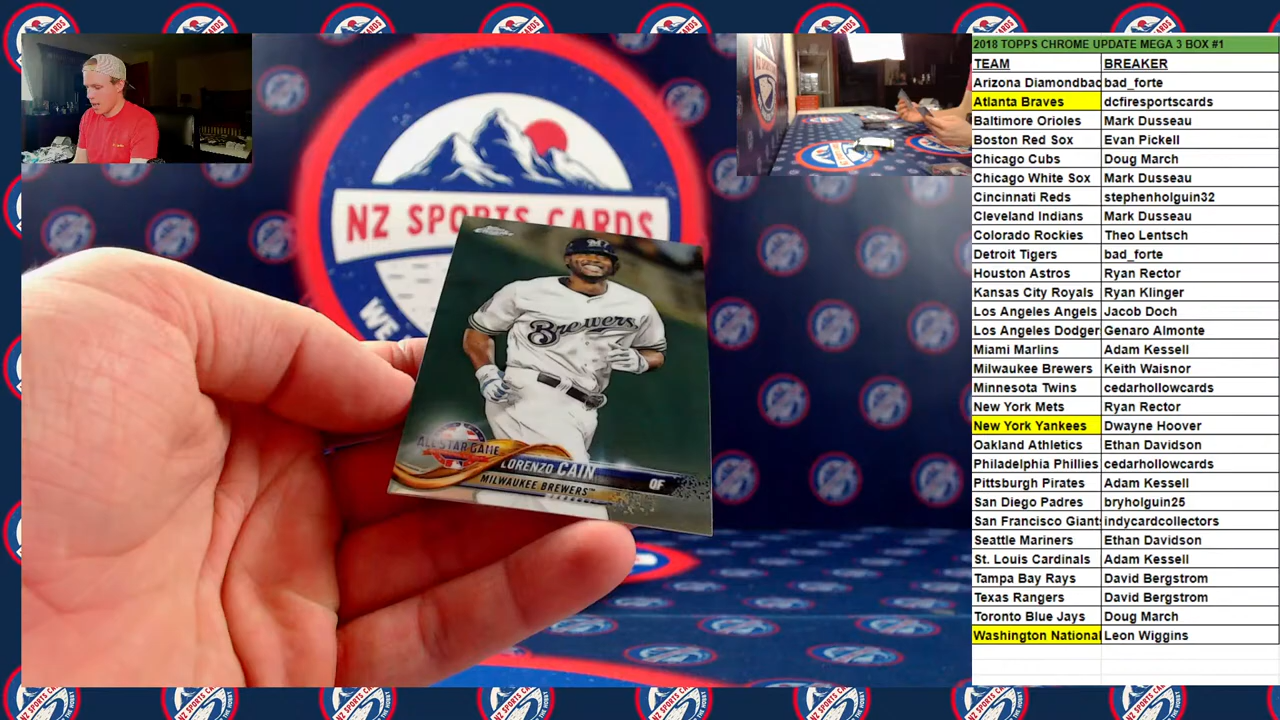 2018 TOPPS CHROME UPDATE MEGA 3 BOX #1
TEAM BREAKER
Arizona Diamondbac bad_forte
Atlanta Braves dcfiresportscards
Baltimore Orioles Mark Dusseau
Boston Red Sox Evan Pickell
Chicago Cubs Doug March
Chicago White Sox Mark Dusseau
Cincinnati Reds stephenholguin32
Cleveland Indians Mark Dusseau
Colorado Rockies Theo Lentsch
Detroit Tigers bad_forte
Houston Astros Ryan Rector
Kansas City Royals Ryan Klinger
Los Angeles Angels Jacob Doch
Los Angeles Dodger Genaro Almonte
Miami Marlins Adam Kessell
Milwaukee Brewers Keith Waisnor
Minnesota Twins cedarhollowcards
New York Mets Ryan Rector
New York Yankees Dwayne Hoover
Oakland Athletics Ethan Davidson
Philadelphia Phillies cedarhollowcards
Pittsburgh Pirates Adam Kessell
San Diego Padres bryholguin25
San Francisco Giants indycardcollectors
Seattle Mariners Ethan Davidson
St. Louis Cardinals Adam Kessell
Tampa Bay Rays David Bergstrom
Texas Rangers David Bergstrom
Toronto Blue Jays Doug March
Washington National Leon Wiggins
NZ SPORTS CARDS
WE
Brewers
ALL STAR GAME
LORENZO CAIN
MILWAUKEE BREWERS™
OF